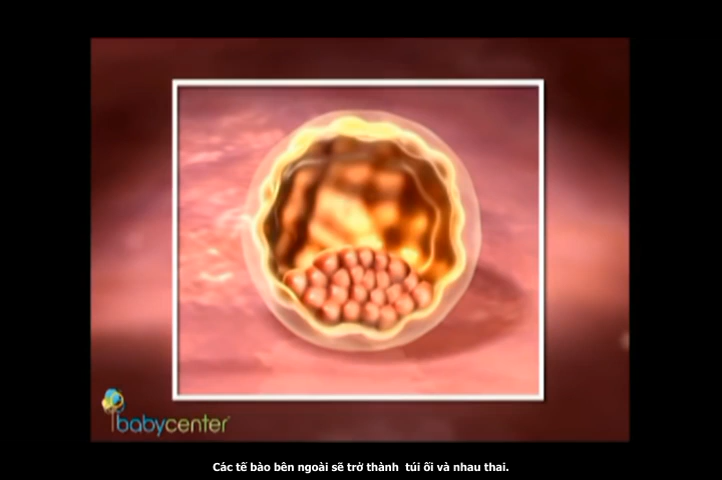 babycenter
Các tế bào bên ngoài sẽ trở thành túi ối và nhau thai.